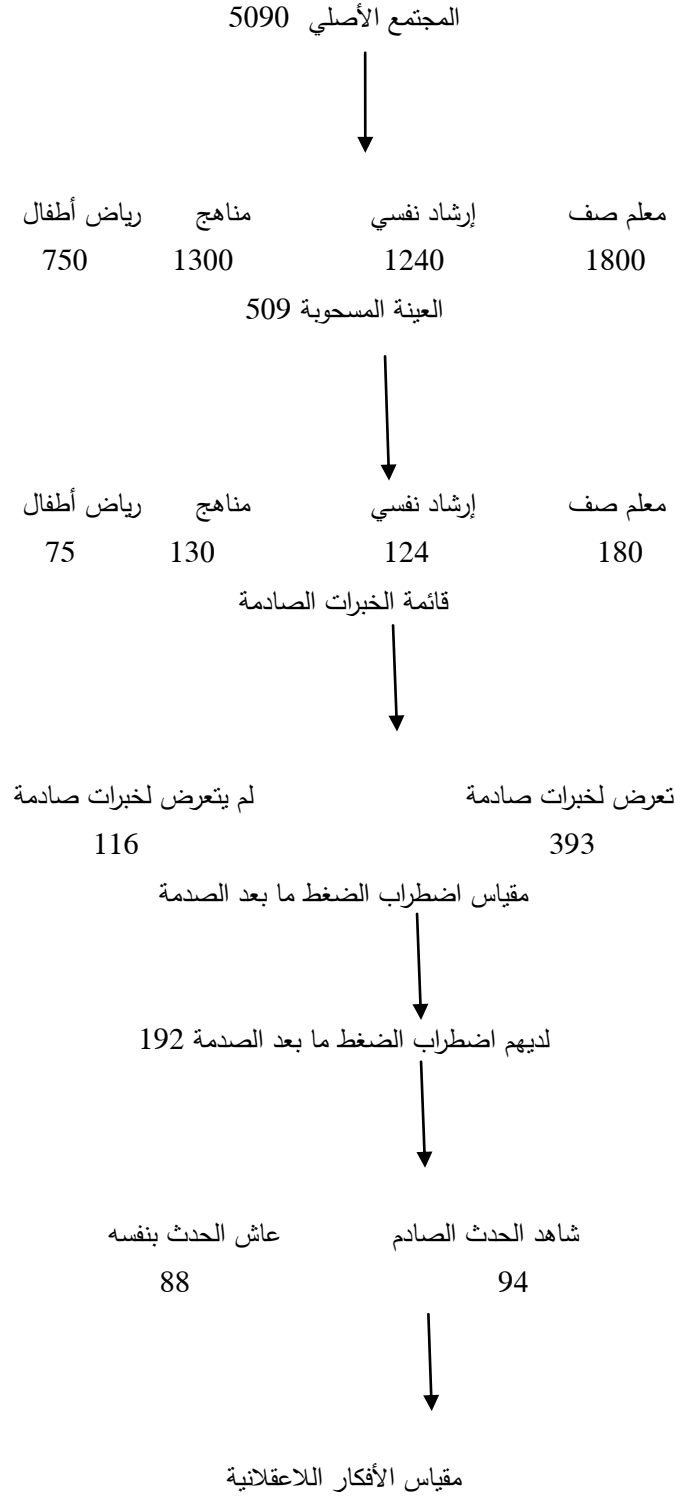 المجتمع الأصلي 5090
معلم صف إرشاد نفسي مناهج رياض أطفال
1800 1240 1300 750
العينة المسحوبة 509
معلم صف إرشاد نفسي مناهج رياض أطفال
180 124 130 75
قائمة الخبرات الصادمة
تعرض لخبرات صادمة لم يتعرض لخبرات صادمة
393 116
مقياس اضطراب الضغط ما بعد الصدمة
لديهم اضطراب الضغط ما بعد الصدمة 192
شاهد الحدث الصادم عاش الحدث بنفسه
94 88
مقياس الأفكار اللاعقلانية